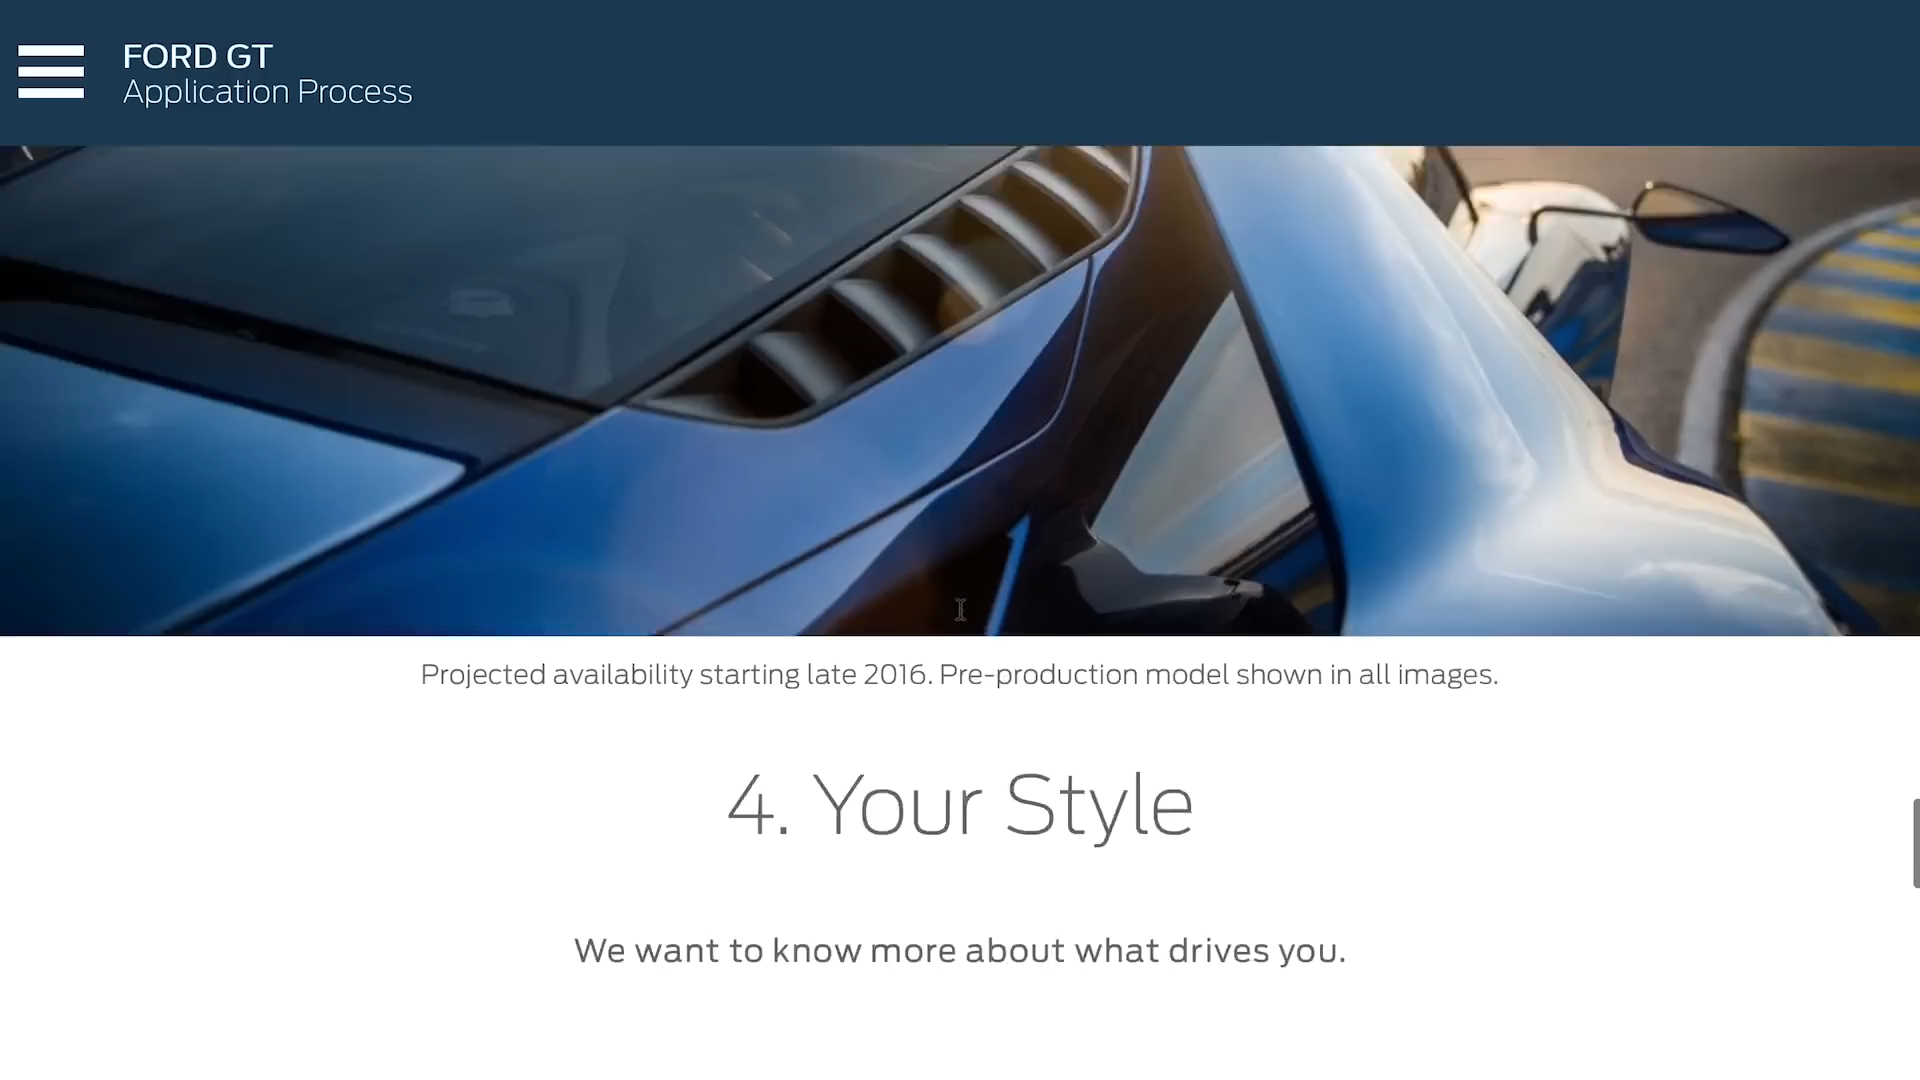 FORD GT
Application Process
Projected availability starting late 2016. Pre-production model shown in all images.
4. Your Style
We want to know more about what drives you.